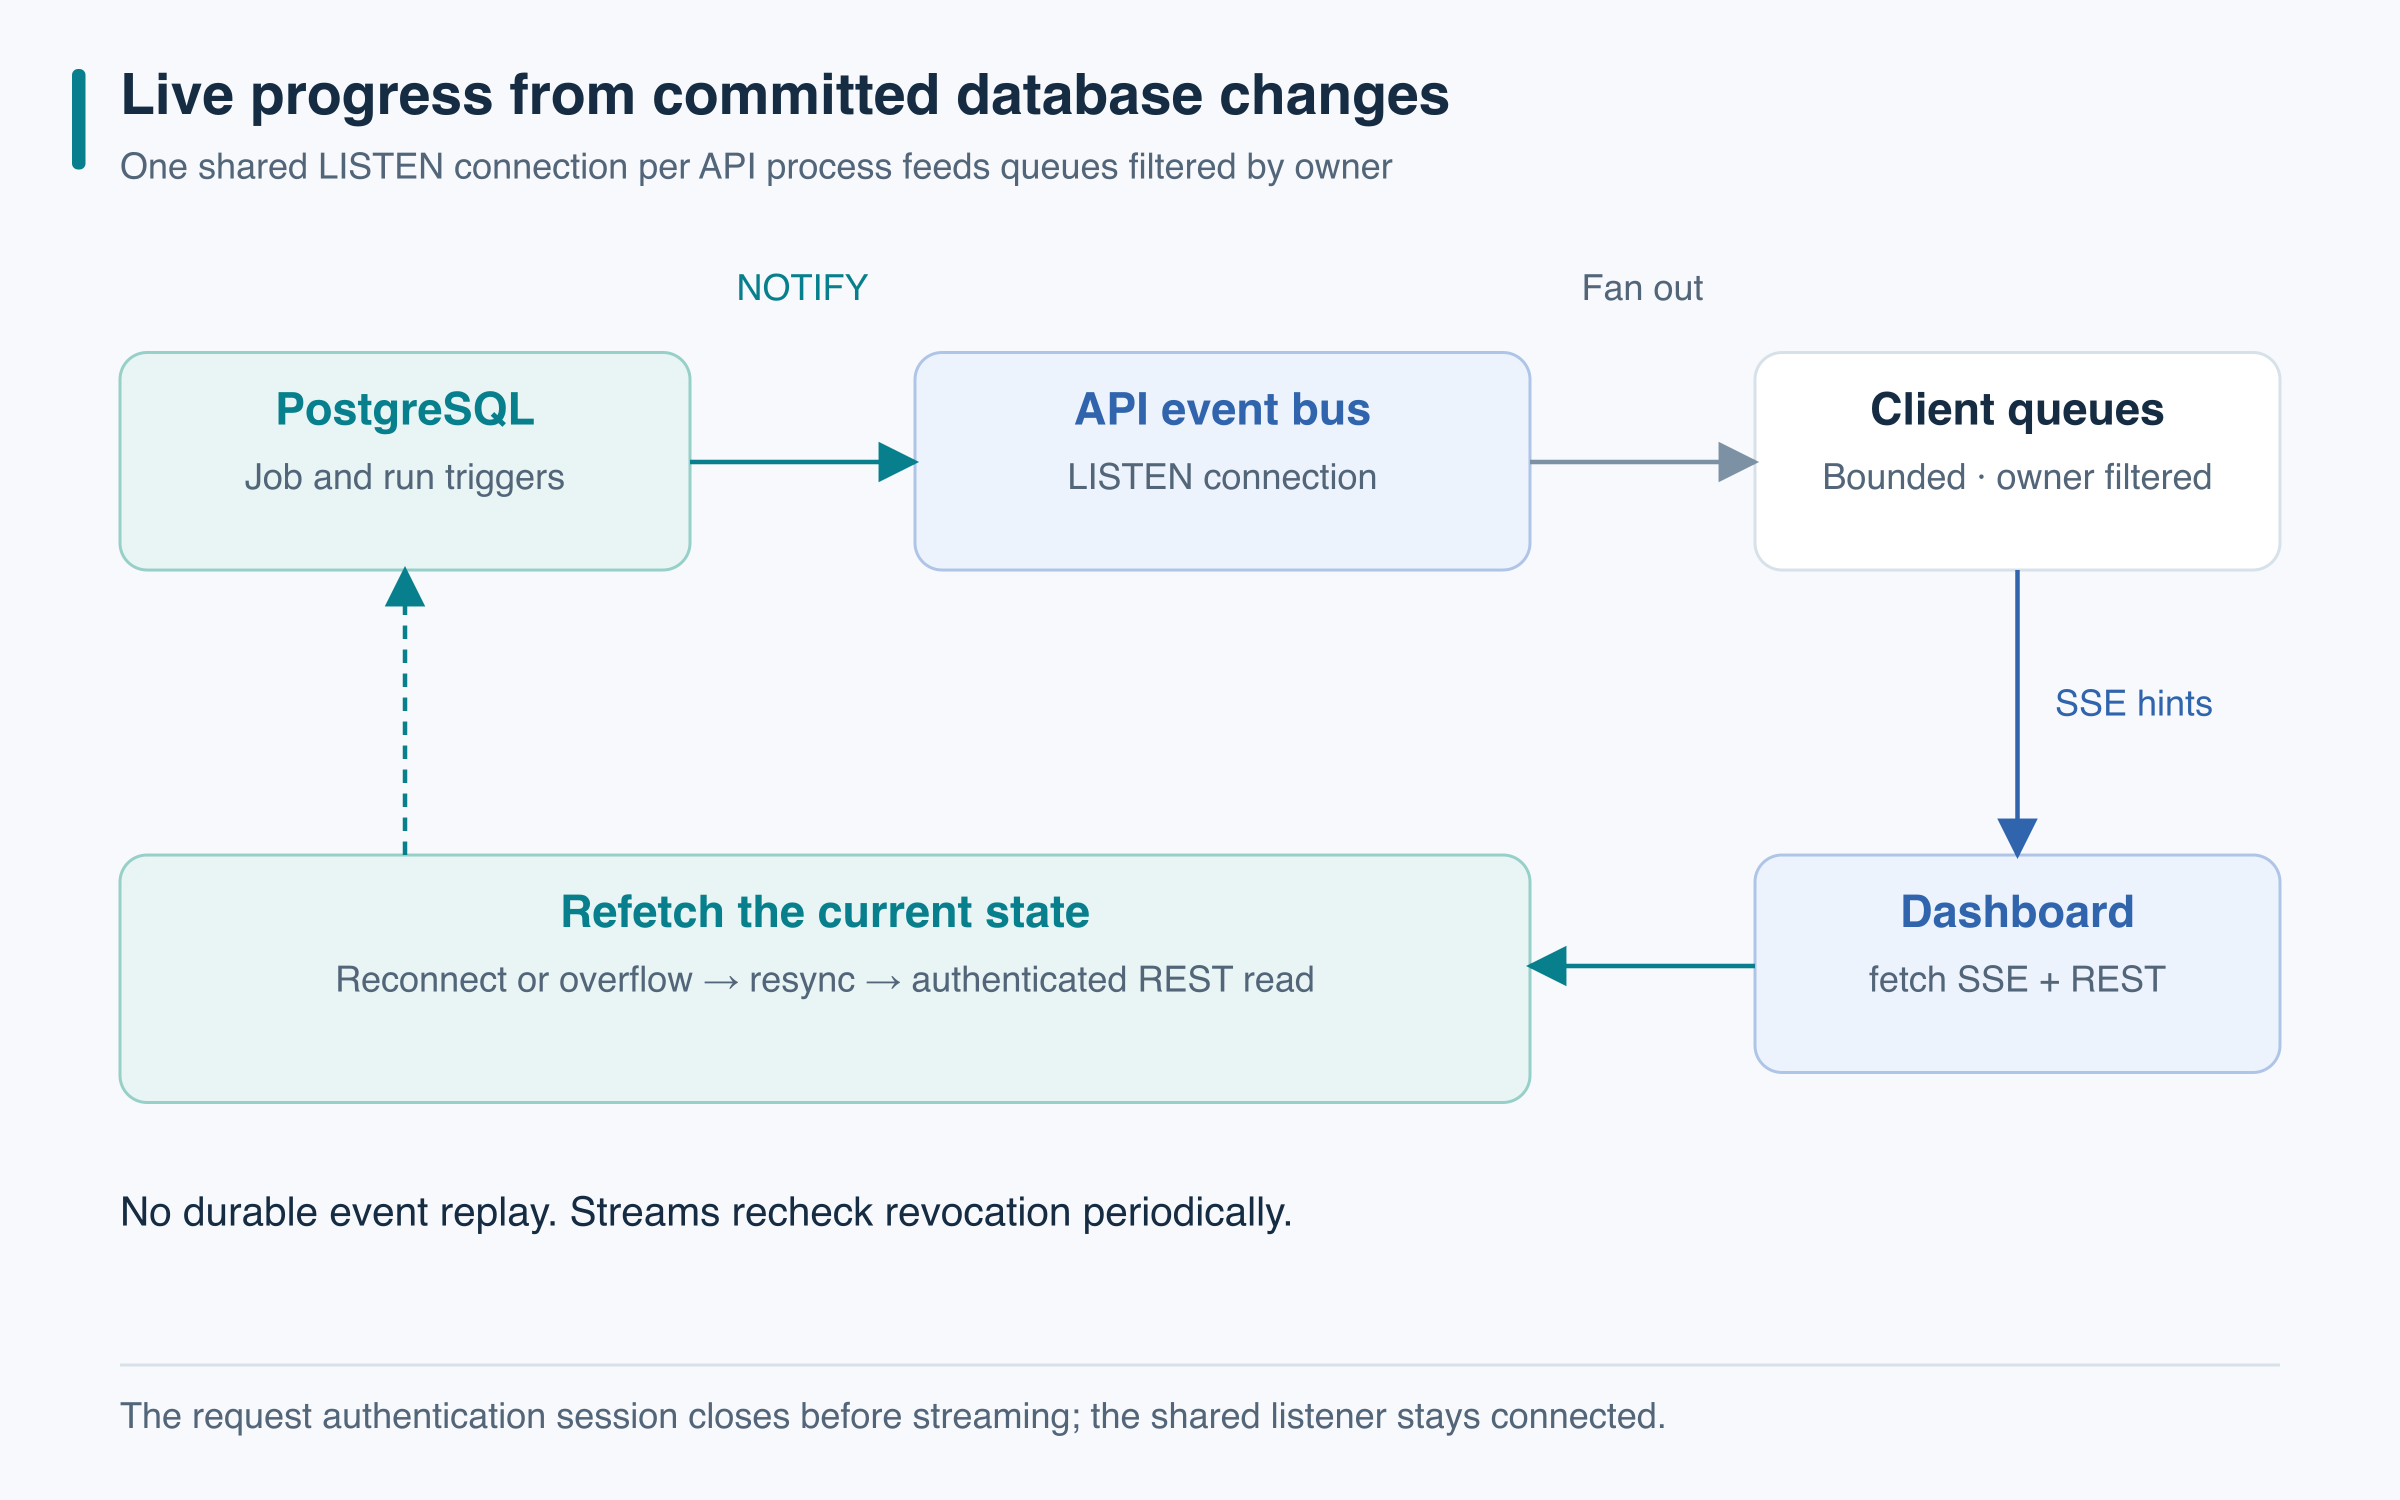 Live progress from committed database changes
One shared LISTEN connection per API process feeds queues filtered by owner
NOTIFY
Fan out
PostgreSQL
Job and run triggers
API event bus
LISTEN connection
Client queues
Bounded · owner filtered
SSE hints
Refetch the current state
Reconnect or overflow → resync → authenticated REST read
Dashboard
fetch SSE + REST
No durable event replay. Streams recheck revocation periodically.
The request authentication session closes before streaming; the shared listener stays connected.